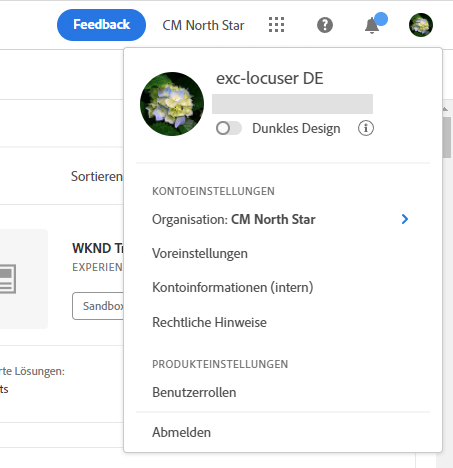 Feedback
CM North Star
exc-locuser DE
Dunkles Design
Sortieren
KONTOEINSTELLUNGEN
Organisation: CM North Star
WKND
EXPERIEN
Voreinstellungen
Kontoinformationen (intern)
Sandbox
Rechtliche Hinweise
PRODUKTEINSTELLUNGEN
rte Lösungen:
ts
Benutzerrollen
Abmelden